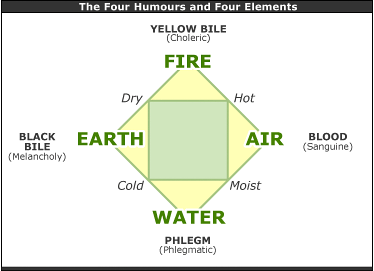 The Four Humours and Four Elements
YELLOW BILE
(Choleric)
FIRE
Dry
Hot
BLACK
BILE
(Melancholy)
EARTH
AIR
BLOOD
(Sanguine)
Cold
Moist
WATER
PHLEGM
(Phlegmatic)